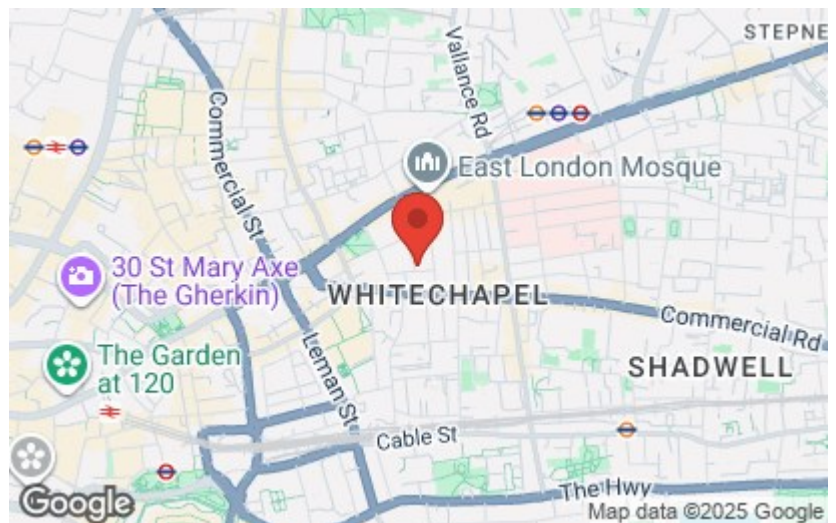 STEPNE
Vallance Rd
Commercial St
East London Mosque
30 St Mary Axe
(The Gherkin)
WHITECHAPEL
Commercial Rd
The Garden
at 120
Leman St
SHADWELL
Cable St
The Hwy
Google
Map data ©2025 Google